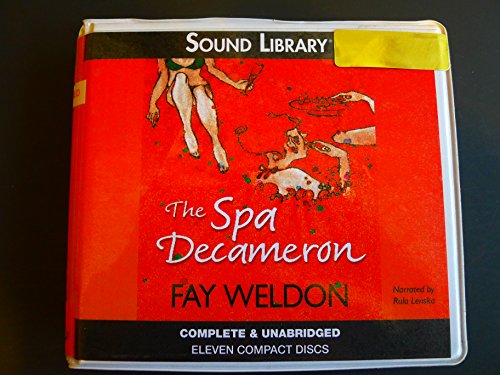 SOUND LIBRARY®
The Spa
Decameron
FAY WELDON
Narrated by
Rula Lenska
COMPLETE & UNABRIDGED
ELEVEN COMPACT DISCS